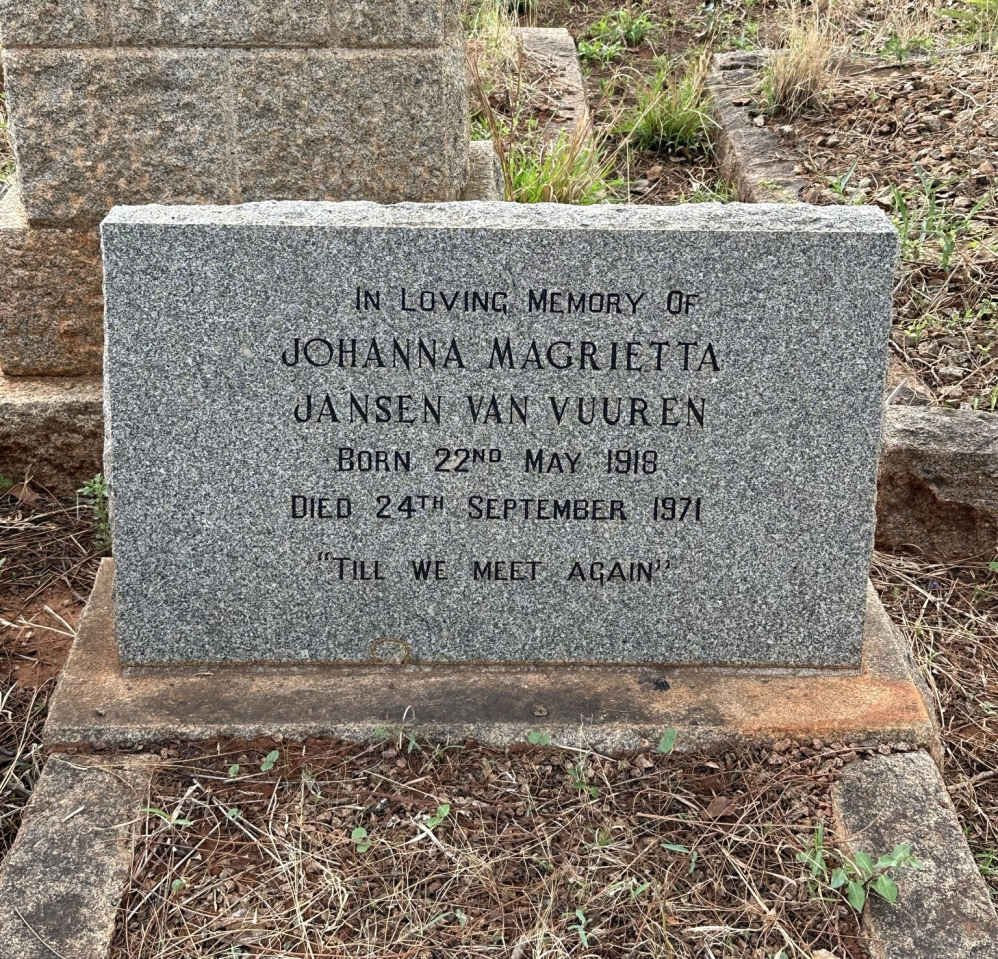 In Loving Memory Of
JOHANNA MAGRIETTA
JANSEN VAN VUUREN
Born 22ND May 1918
Died 24TH September 1971
"Till we meet again"